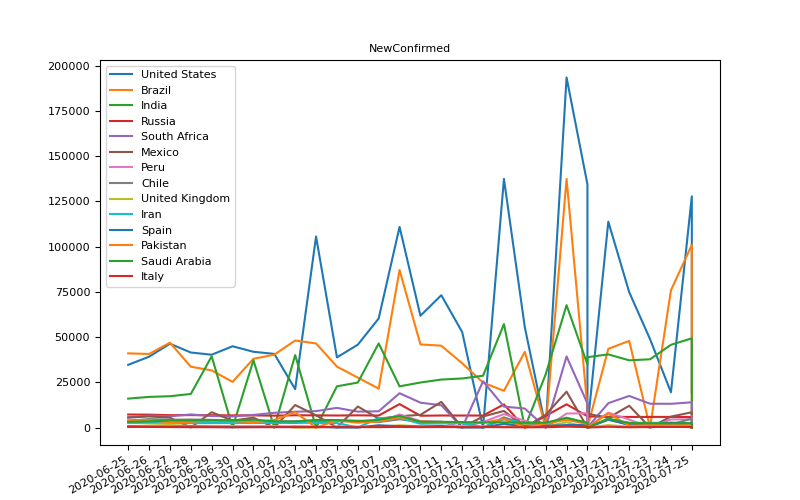 NewConfirmed
200000
175000
150000
125000
100000
75000
50000
25000
0
United States
Brazil
India
Russia
South Africa
Mexico
Peru
Chile
United Kingdom
Iran
Spain
Pakistan
Saudi Arabia
Italy
2020-06-25
2020-06-26
2020-06-27
2020-06-28
2020-06-29
2020-06-30
2020-07-01
2020-07-02
2020-07-03
2020-07-04
2020-07-05
2020-07-06
2020-07-07
2020-07-09
2020-07-10
2020-07-11
2020-07-12
2020-07-13
2020-07-14
2020-07-15
2020-07-16
2020-07-18
2020-07-19
2020-07-21
2020-07-22
2020-07-23
2020-07-24
2020-07-25